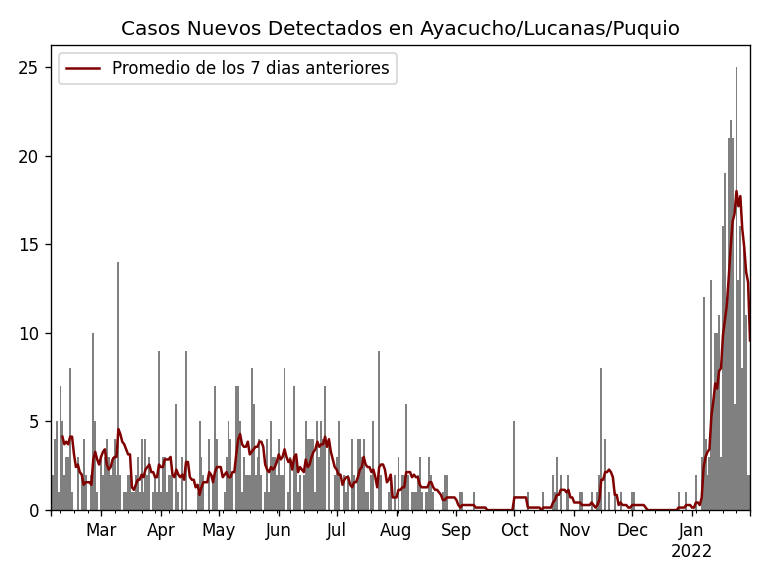 Casos Nuevos Detectados en Ayacucho/Lucanas/Puquio
Promedio de los 7 dias anteriores
25
20
15
10
5
0
Mar Apr May Jun Jul Aug Sep Oct Nov Dec Jan
2022